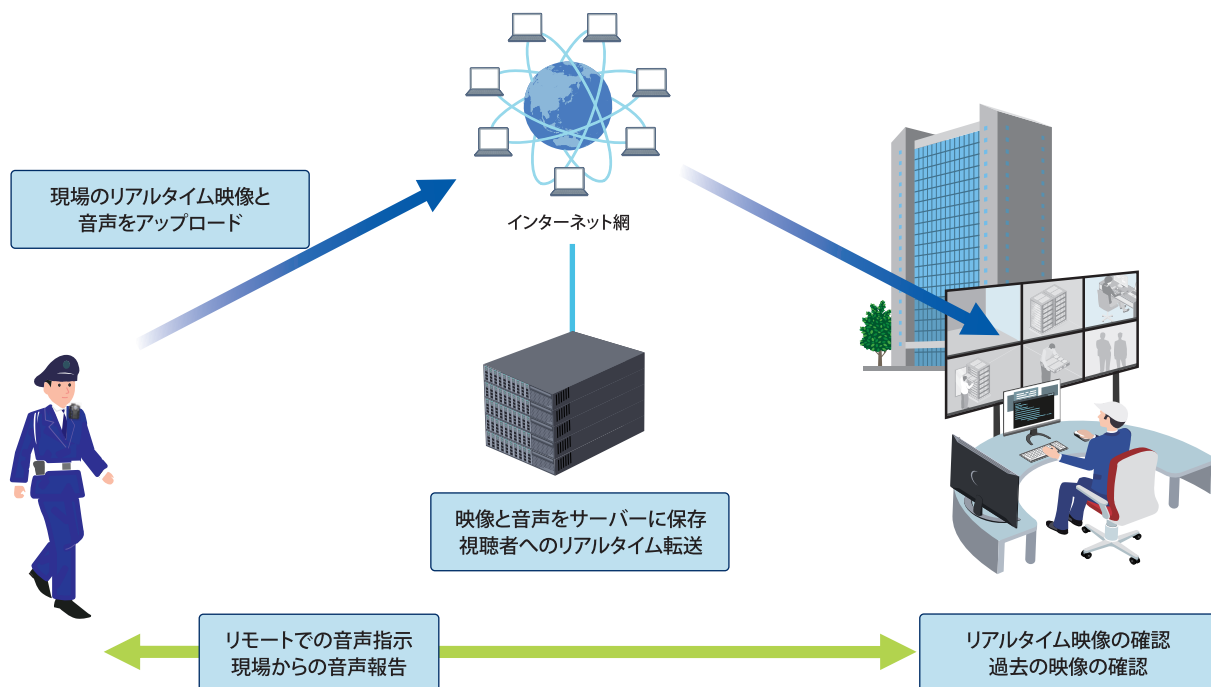 現場のリアルタイム映像と
音声をアップロード
インターネット網
映像と音声をサーバーに保存
視聴者へのリアルタイム転送
リモートでの音声指示
現場からの音声報告
リアルタイム映像の確認
過去の映像の確認